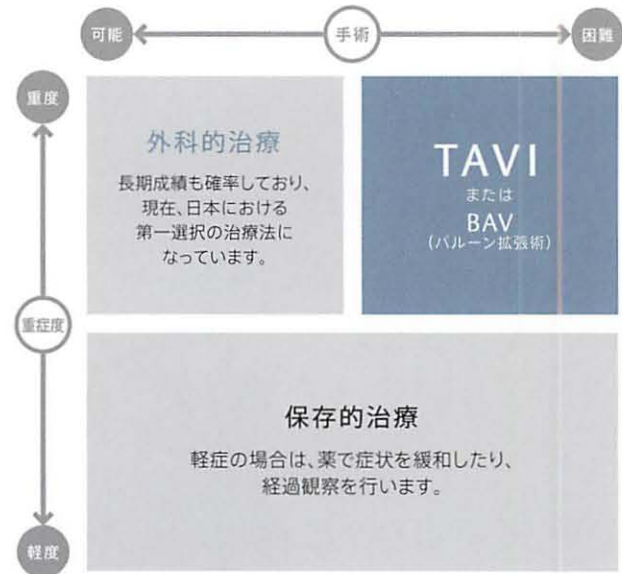 可能
手術
困難
重度
外科的治療
長期成績も確率しており、
現在、日本における
第一選択の治療法に
なっています。
TAVI
または
BAV
(バルーン拡張術)
重症度
保存的治療
軽症の場合は、薬で症状を緩和したり、
経過観察を行います。
軽度